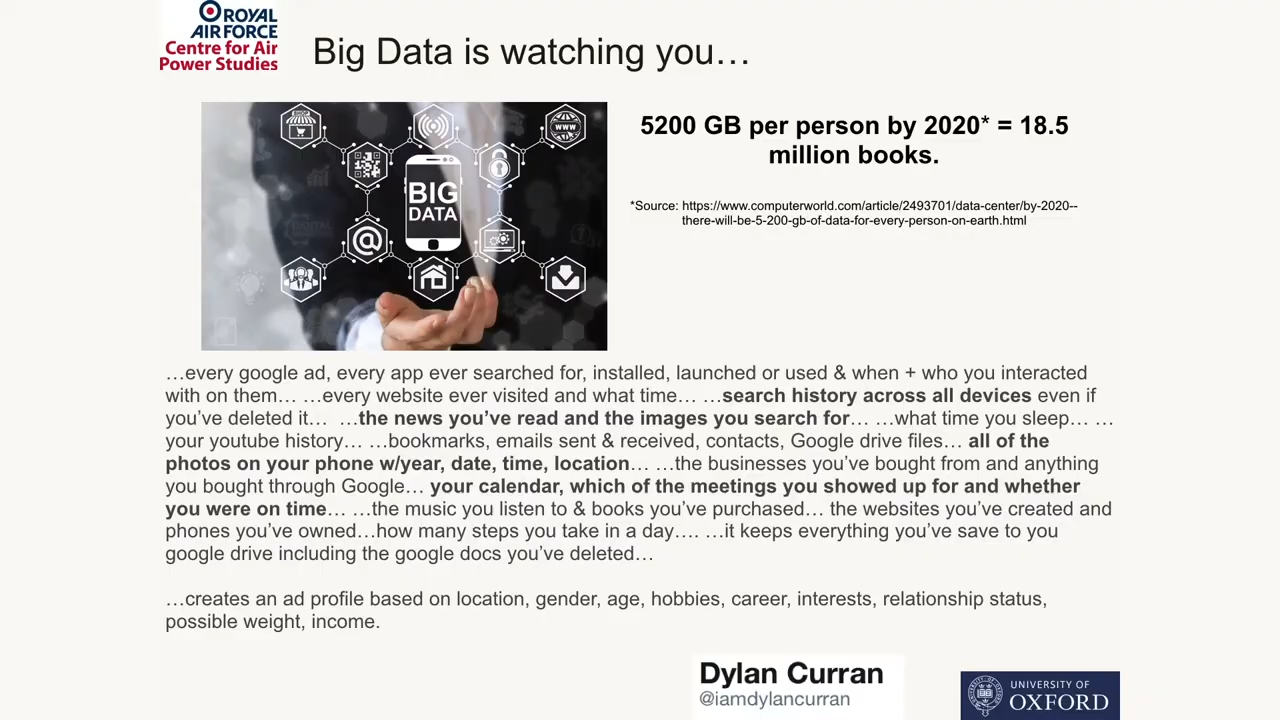 ROYAL
AIR FORCE
Centre for Air
Power Studies
Big Data is watching you…
SHOP
WWW
BIG
DATA
@
5200 GB per person by 2020* = 18.5
million books.
*Source: https://www.computerworld.com/article/2493701/data-center/by-2020--
there-will-be-5-200-gb-of-data-for-every-person-on-earth.html
…every google ad, every app ever searched for, installed, launched or used & when + who you interacted
with on them… …every website ever visited and what time… …search history across all devices even if
you’ve deleted it… …the news you’ve read and the images you search for… …what time you sleep… …
your youtube history… …bookmarks, emails sent & received, contacts, Google drive files… all of the
photos on your phone w/year, date, time, location… …the businesses you’ve bought from and anything
you bought through Google… your calendar, which of the meetings you showed up for and whether
you were on time… …the music you listen to & books you’ve purchased… the websites you’ve created and
phones you’ve owned…how many steps you take in a day…. …it keeps everything you’ve save to you
google drive including the google docs you’ve deleted…
…creates an ad profile based on location, gender, age, hobbies, career, interests, relationship status,
possible weight, income.
Dylan Curran
@iamdylancurran
UNIVERSITY OF
OXFORD